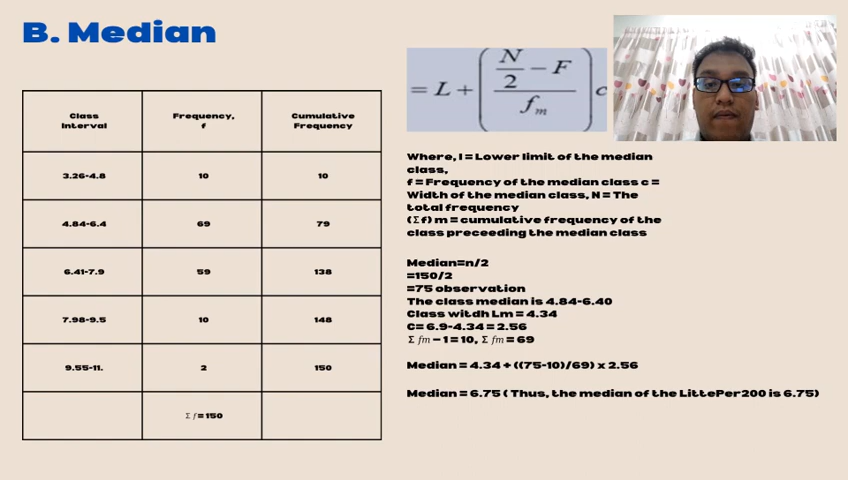 B. Median
Class Interval | Frequency, f | Cumulative Frequency
3.26-4.8 | 10 | 10
4.84-6.4 | 69 | 79
6.41-7.9 | 59 | 138
7.98-9.5 | 10 | 148
9.55-11. | 2 | 150
Σ f = 150
= L + ( (N/2 − F) / fm ) c
Where, l = Lower limit of the median
class,
f = Frequency of the median class c =
Width of the median class, N = The
total frequency
(Σf) m = cumulative frequency of the
class preceeding the median class
Median=n/2
=150/2
=75 observation
The class median is 4.84-6.40
Class witdh Lm = 4.34
C= 6.9-4.34 = 2.56
Σ fm − 1 = 10, Σ fm = 69
Median = 4.34 + ((75-10)/69) x 2.56
Median = 6.75 ( Thus, the median of the LittePer200 is 6.75)